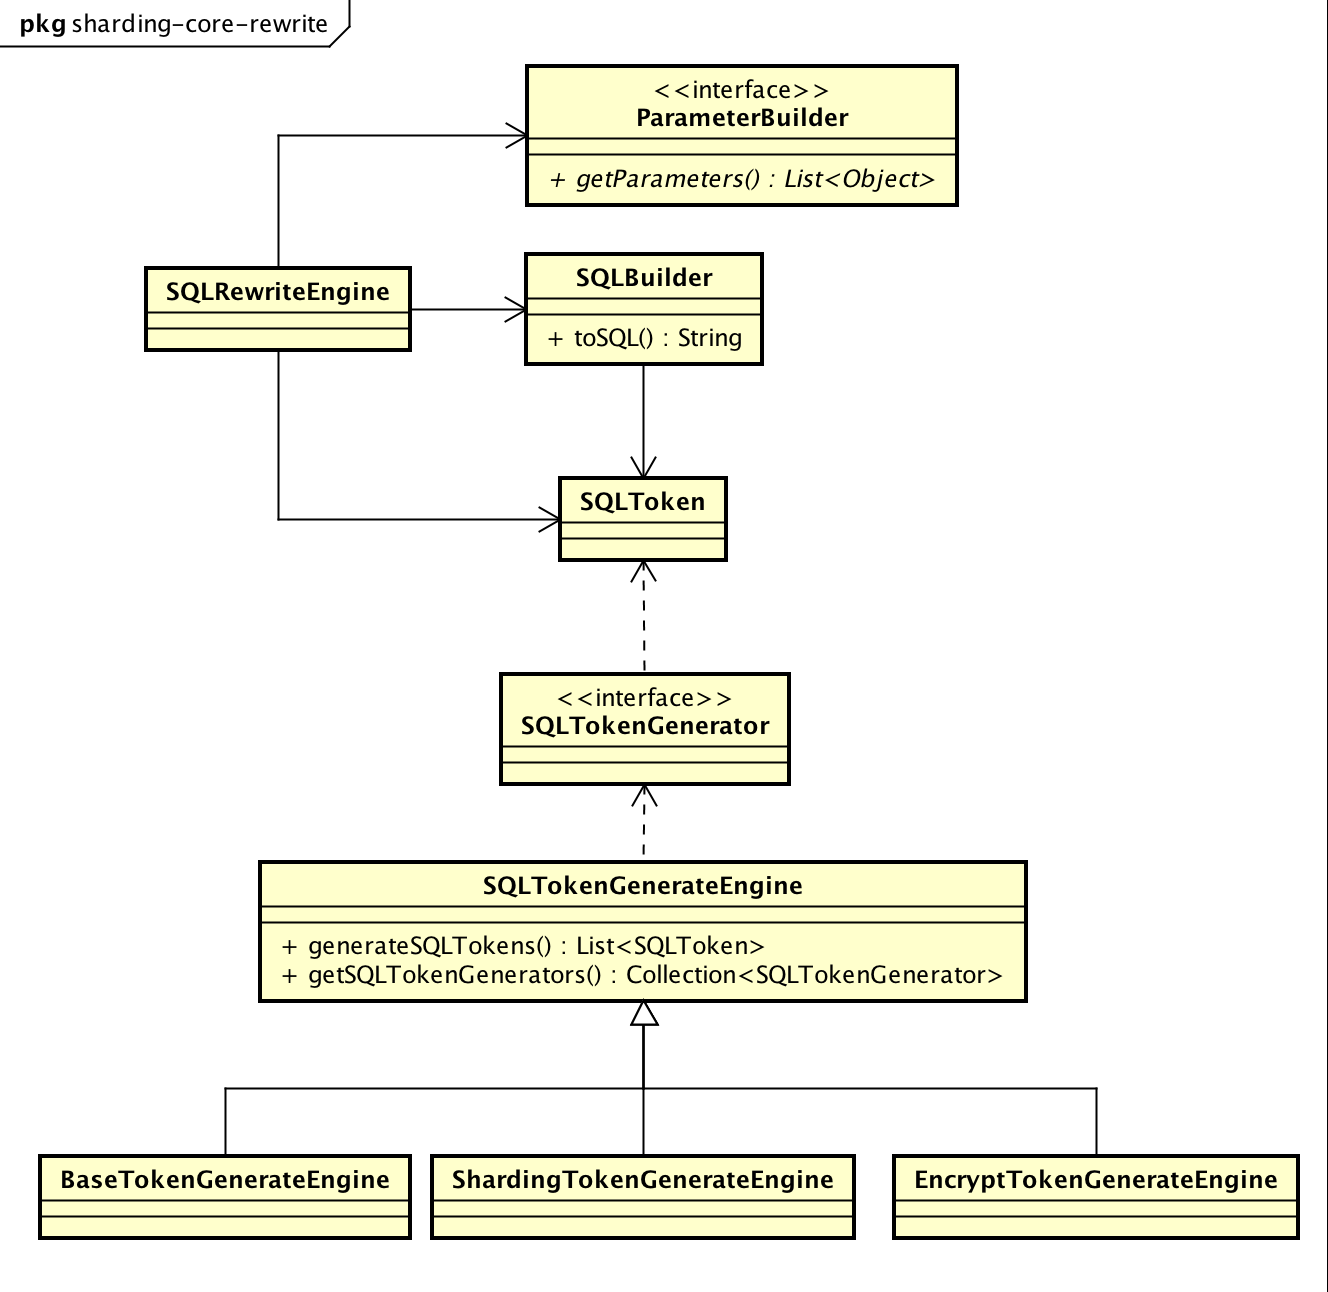 pkg sharding-core-rewrite
<<interface>>
ParameterBuilder
+ getParameters() : List<Object>
SQLRewriteEngine
SQLBuilder
+ toSQL() : String
SQLToken
<<interface>>
SQLTokenGenerator
SQLTokenGenerateEngine
+ generateSQLTokens() : List<SQLToken>
+ getSQLTokenGenerators() : Collection<SQLTokenGenerator>
BaseTokenGenerateEngine
ShardingTokenGenerateEngine
EncryptTokenGenerateEngine